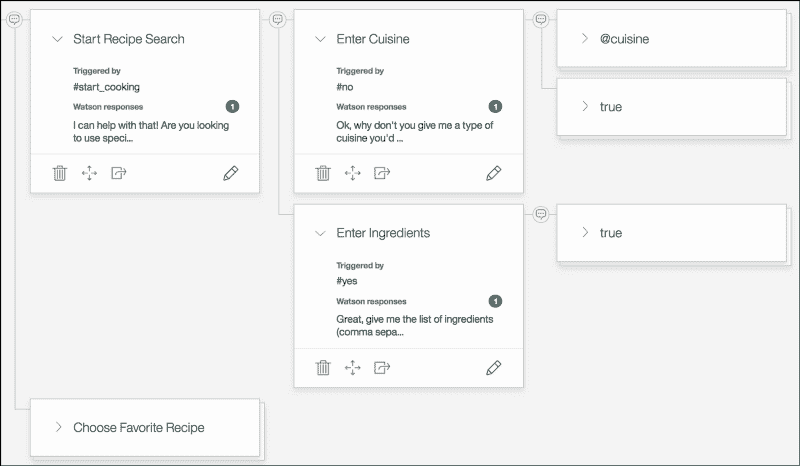 Start Recipe Search
Triggered by
#start_cooking
Watson responses
1
I can help with that! Are you looking
to use speci...
Enter Cuisine
Triggered by
#no
Watson responses
1
Ok, why don't you give me a type of
cuisine you'd ...
@cuisine
true
Enter Ingredients
Triggered by
#yes
Watson responses
1
Great, give me the list of ingredients
(comma sepa...
true
Choose Favorite Recipe